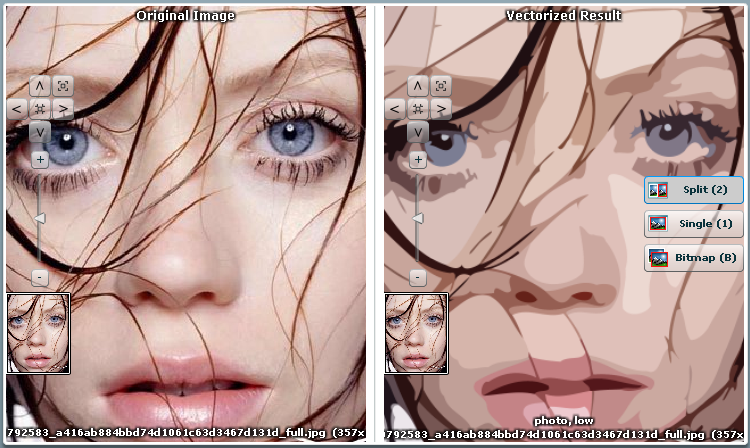 Original Image
Vectorized Result
Split (2)
Single (1)
Bitmap (B)
photo, low
792583_a416ab884bbd74d1061c63d3467d131d_full.jpg (357x
792583_a416ab884bbd74d1061c63d3467d131d_full.jpg (357x